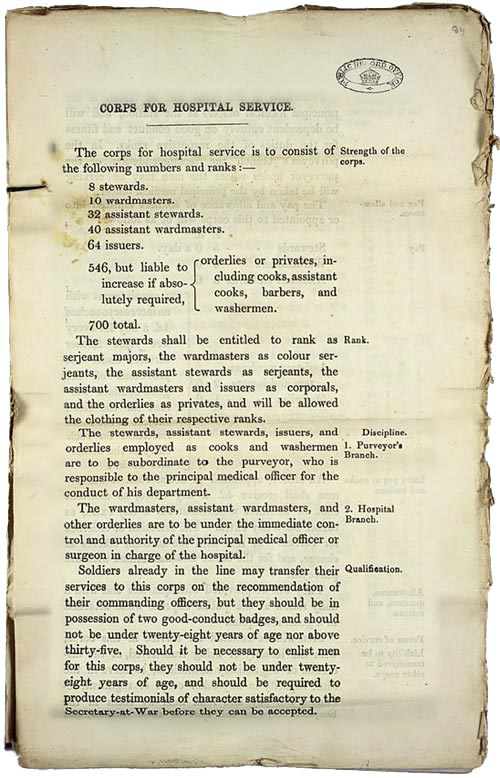 84
PUBLIC RECORD OFFICE
CORPS FOR HOSPITAL SERVICE.
The corps for hospital service is to consist of
Strength of the
corps.
the following numbers and ranks:—
8 stewards.
10 wardmasters.
32 assistant stewards.
40 assistant wardmasters.
64 issuers.
546, but liable to
increase if abso-
lutely required,
orderlies or privates, in-
cluding cooks, assistant
cooks, barbers, and
washermen.
700 total.
The stewards shall be entitled to rank as
Rank.
serjeant majors, the wardmasters as colour ser-
jeants, the assistant stewards as serjeants, the
assistant wardmasters and issuers as corporals,
and the orderlies as privates, and will be allowed
the clothing of their respective ranks.
The stewards, assistant stewards, issuers, and
Discipline.
orderlies employed as cooks and washermen
1. Purveyor's
Branch.
are to be subordinate to the purveyor, who is
responsible to the principal medical officer for the
conduct of his department.
The wardmasters, assistant wardmasters, and
2. Hospital
Branch.
other orderlies are to be under the immediate con-
trol and authority of the principal medical officer or
surgeon in charge of the hospital.
Soldiers already in the line may transfer their
Qualification.
services to this corps on the recommendation of
their commanding officers, but they should be in
possession of two good-conduct badges, and should
not be under twenty-eight years of age nor above
thirty-five. Should it be necessary to enlist men
for this corps, they should not be under twenty-
eight years of age, and should be required to
produce testimonials of character satisfactory to the
Secretary-at-War before they can be accepted.